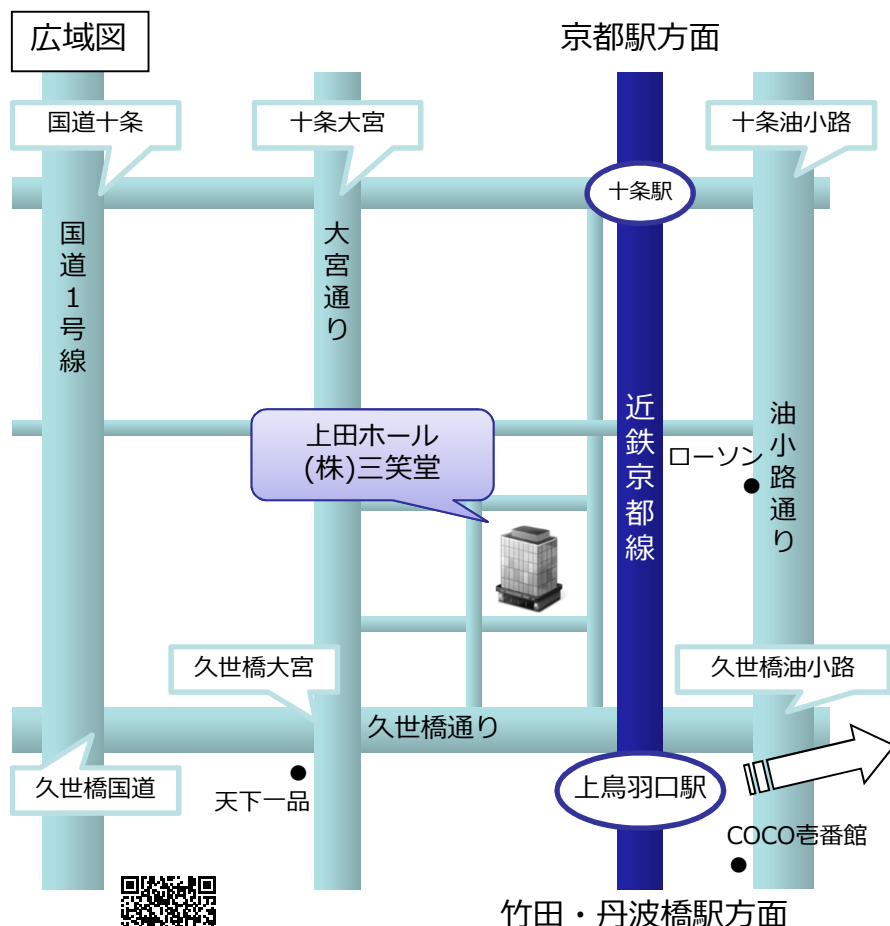 広域図
京都駅方面
国道十条
十条大宮
十条油小路
十条駅
国道1号線
大宮通り
近鉄京都線
油小路通り
上田ホール
(株)三笑堂
ローソン
久世橋大宮
久世橋油小路
久世橋通り
久世橋国道
天下一品
上鳥羽口駅
COCO壱番館
竹田・丹波橋駅方面